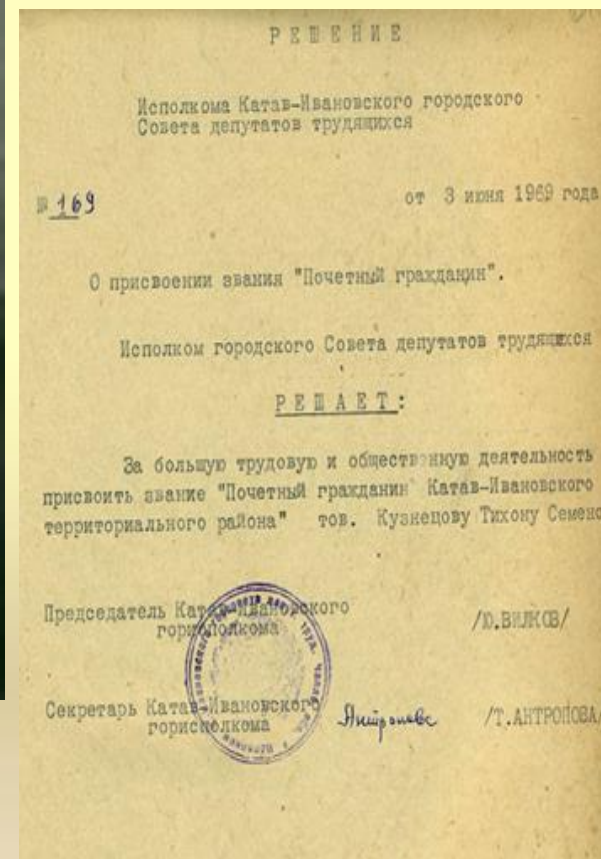 РЕШЕНИЕ
Исполкома Катав-Ивановского городского
Совета депутатов трудящихся
№ 169 от 3 июня 1969 года
О присвоении звания "Почетный гражданин".
Исполком городского Совета депутатов трудящихся
РЕШАЕТ:
За большую трудовую и общественную деятельность
присвоить звание "Почетный гражданин Катав-Ивановского
территориального района" тов. Кузнецову Тихону Семено
Председатель Катав-Ивановского
горисполкома /Ю.ВИЛКОВ/
Секретарь Катав-Ивановского
горисполкома Антропова /Т.АНТРОПОВА/